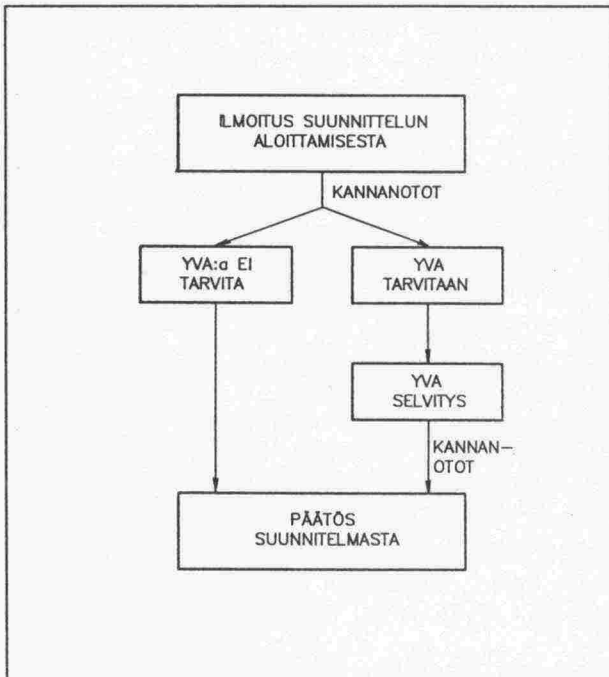 ILMOITUS SUUNNITTELUN
ALOITTAMISESTA
KANNANOTOT
YVA:a EI
TARVITA
YVA
TARVITAAN
YVA
SELVITYS
KANNAN-
OTOT
PÄÄTÖS
SUUNNITELMASTA